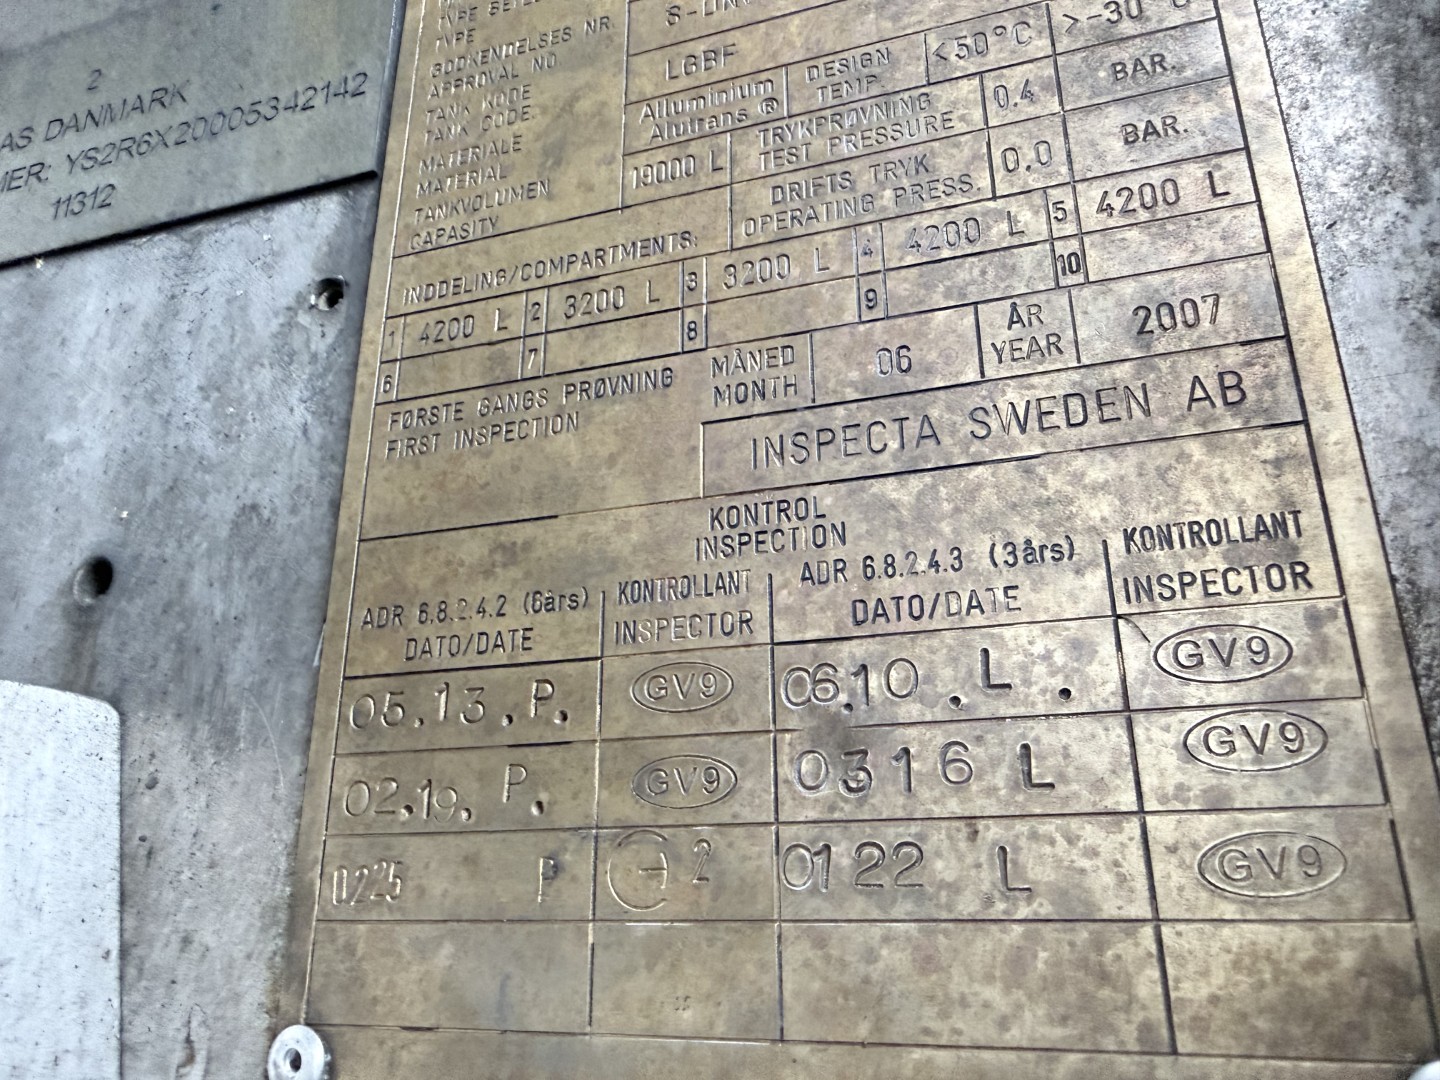 2
AS DANMARK
MER: YS2R6X20005342142
11312
TYPE
TYPE
GODKENDELSES NR.
APPROVAL NO
TANK KODE
TANK CODE.
LGBF
MATERIALE
MATERIAL
Alluminium
Alutrans ®
DESIGN
TEMP.
<50°C
>-30°C
TANKVOLUMEN
CAPASITY
19000 L
TRYKPRØVNING
TEST PRESSURE
0.4
BAR.
DRIFTS TRYK
OPERATING PRESS.
0.0
BAR.
INDDELING/COMPARTMENTS:
1 4200 L 2 3200 L 3 3200 L 4 4200 L 5 4200 L
6 7 8 9 10
FØRSTE GANGS PRØVNING
FIRST INSPECTION
MÅNED
MONTH
06
ÅR
YEAR
2007
INSPECTA SWEDEN AB
KONTROL
INSPECTION
ADR 6.8.2.4.2 (6års)
DATO/DATE
KONTROLLANT
INSPECTOR
ADR 6.8.2.4.3 (3års)
DATO/DATE
KONTROLLANT
INSPECTOR
05.13.P. GV9 06.10 . L . GV9
02.19. P. GV9 0316 L GV9
0225 P 2 0122 L GV9